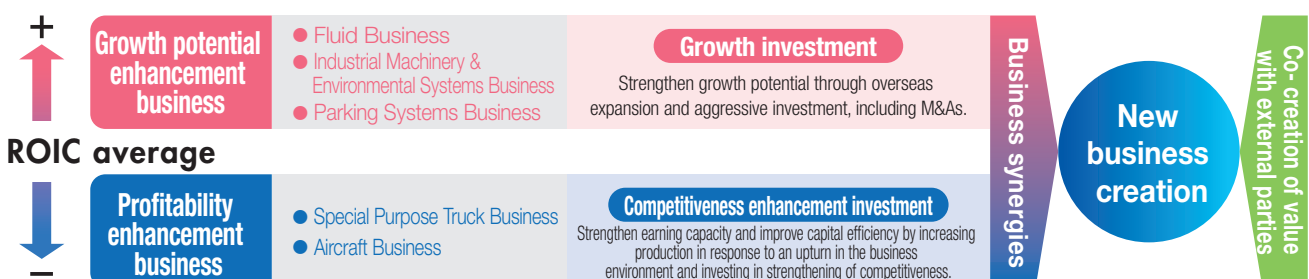 +
Growth potential
enhancement
business
● Fluid Business
● Industrial Machinery &
Environmental Systems Business
● Parking Systems Business
Growth investment
Strengthen growth potential through overseas
expansion and aggressive investment, including M&As.
ROIC average
Profitability
enhancement
business
● Special Purpose Truck Business
● Aircraft Business
Competitiveness enhancement investment
Strengthen earning capacity and improve capital efficiency by increasing
production in response to an upturn in the business
environment and investing in strengthening of competitiveness.
−
Business synergies
New
business
creation
Co- creation of value
with external parties